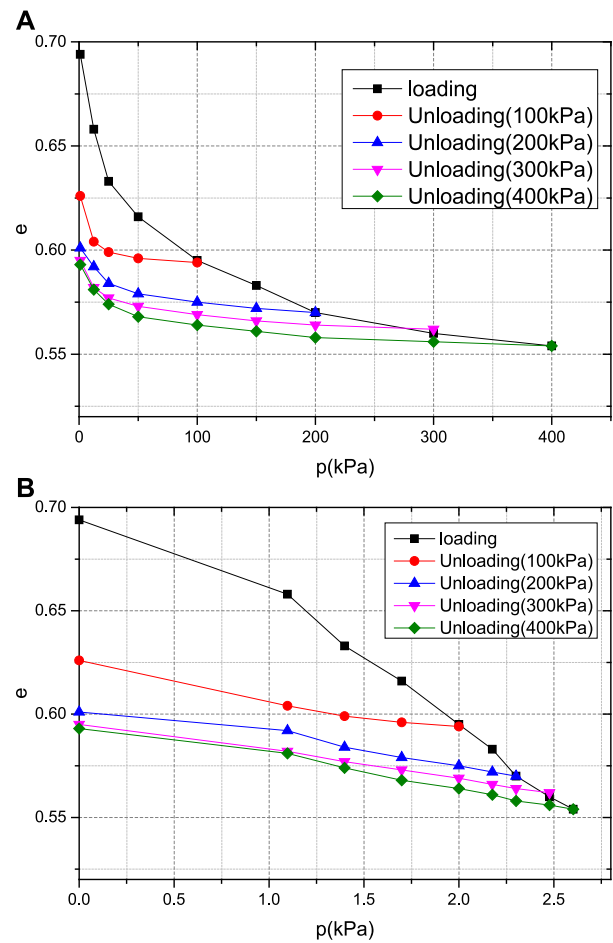 A
0.70
0.65
0.60
0.55
e
loading
Unloading(100kPa)
Unloading(200kPa)
Unloading(300kPa)
Unloading(400kPa)
0 100 200 300 400
p(kPa)
B
0.70
0.65
0.60
0.55
e
loading
Unloading(100kPa)
Unloading(200kPa)
Unloading(300kPa)
Unloading(400kPa)
0.0 0.5 1.0 1.5 2.0 2.5
p(kPa)